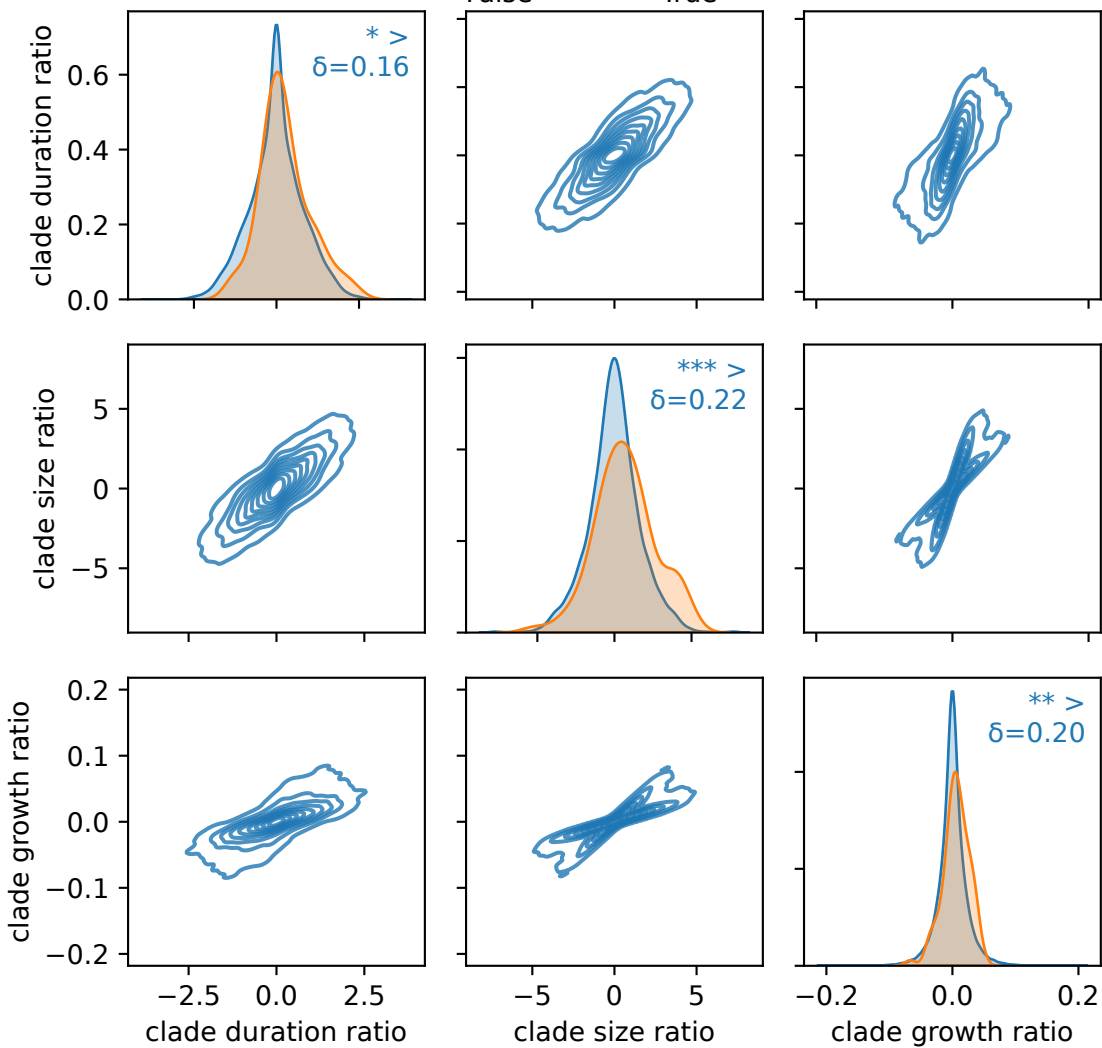 True
clade duration ratio
0.6
0.4
0.2
0.0
* >
δ=0.16
clade size ratio
5
0
−5
*** >
δ=0.22
clade growth ratio
0.2
0.1
0.0
−0.1
−0.2
** >
δ=0.20
−2.5 0.0 2.5
−5 0 5
−0.2 0.0 0.2
clade duration ratio
clade size ratio
clade growth ratio